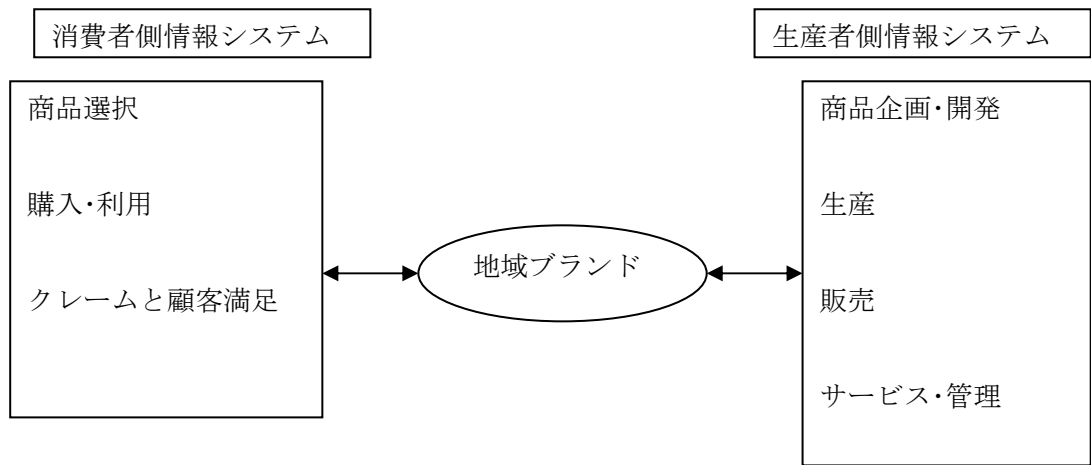 消費者側情報システム
生産者側情報システム
商品選択
購入･利用
クレームと顧客満足
地域ブランド
商品企画･開発
生産
販売
サービス･管理